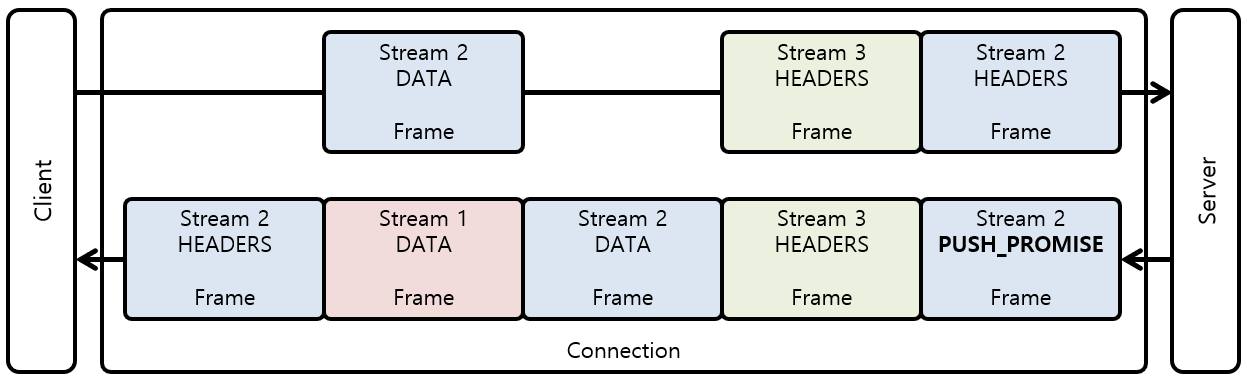 Client
Stream 2
DATA
Frame
Stream 3
HEADERS
Frame
Stream 2
HEADERS
Frame
Stream 2
HEADERS
Frame
Stream 1
DATA
Frame
Stream 2
DATA
Frame
Stream 3
HEADERS
Frame
Stream 2
PUSH_PROMISE
Frame
Connection
Server